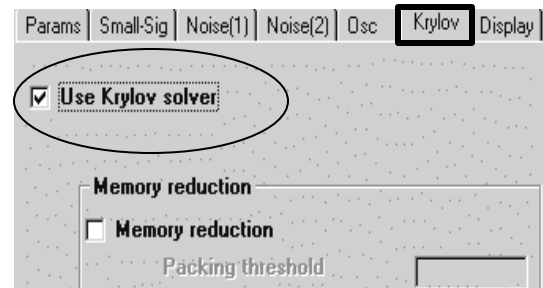 Params Small-Sig Noise(1) Noise(2) Osc Krylov Display
Use Krylov solver
Memory reduction
Memory reduction
Packing threshold